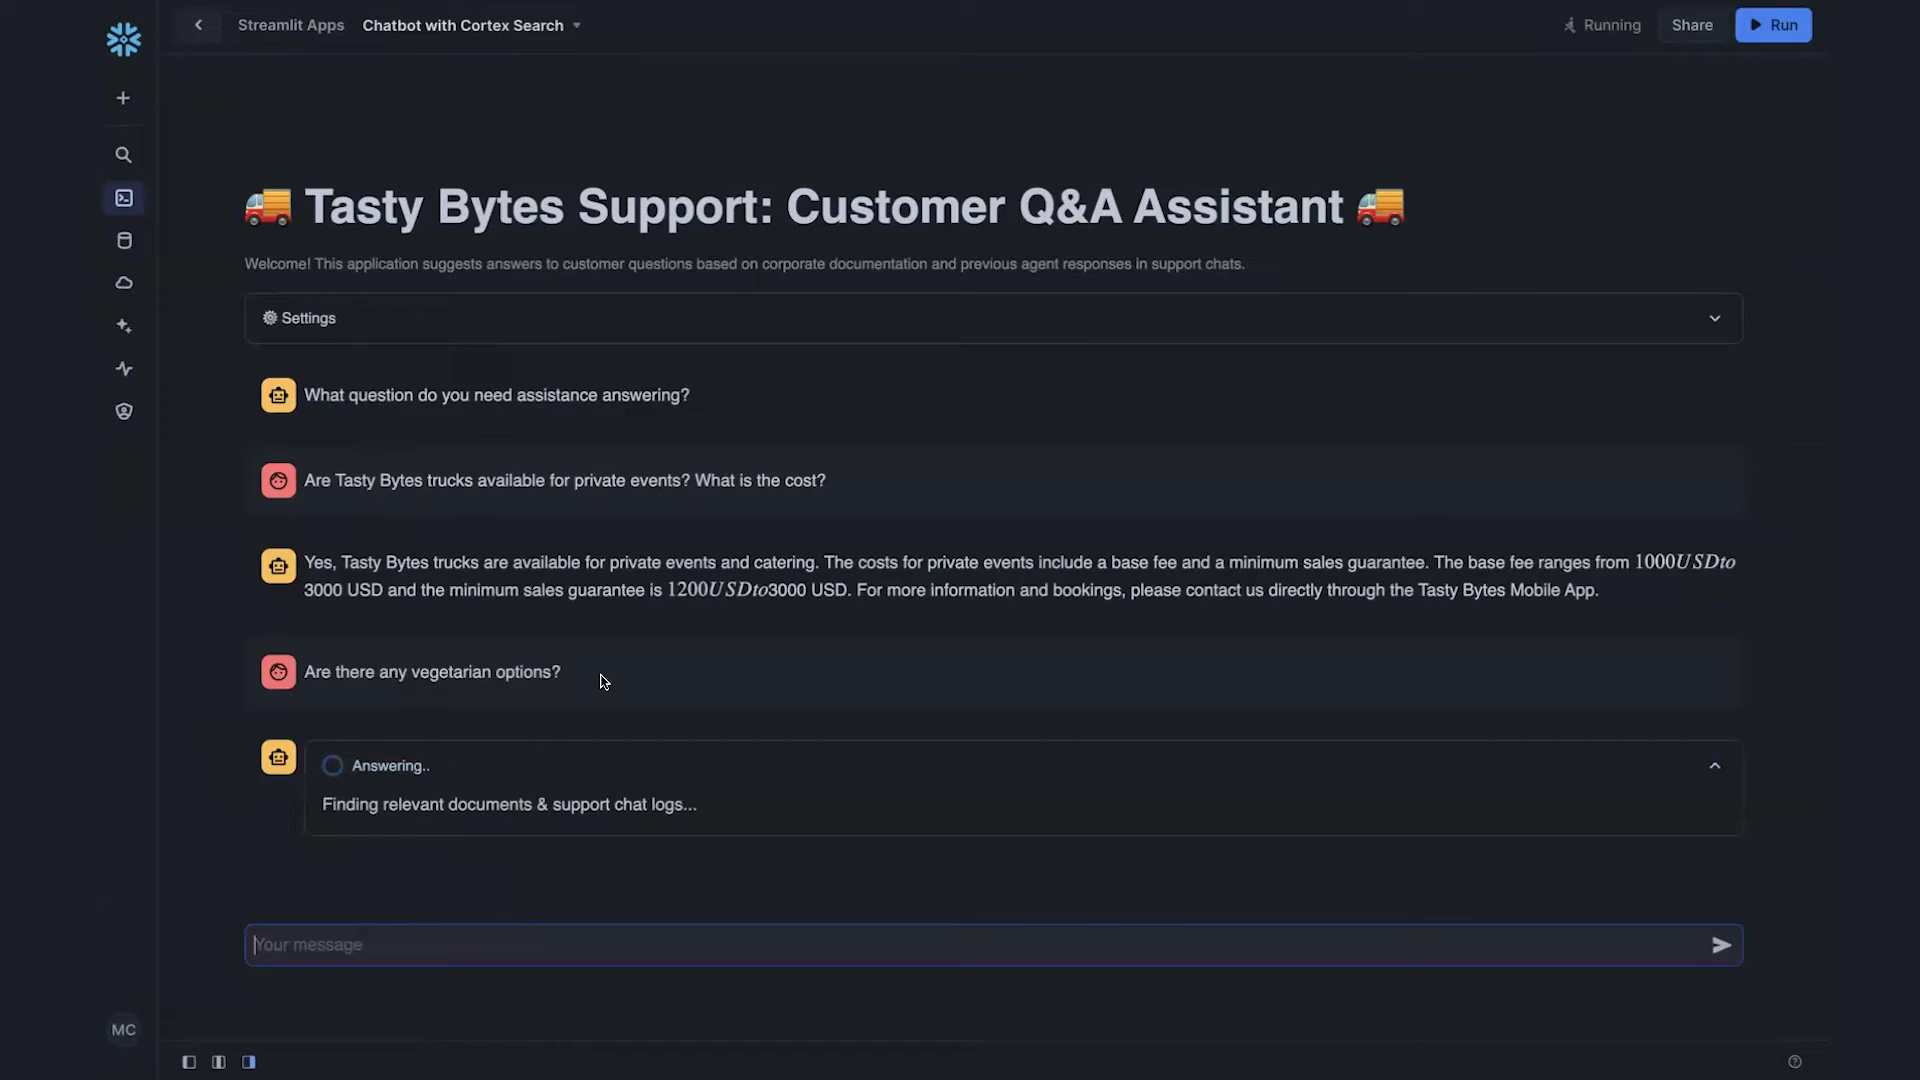 Streamlit Apps Chatbot with Cortex Search Running Share Run
🚚 Tasty Bytes Support: Customer Q&A Assistant 🚚
Welcome! This application suggests answers to customer questions based on corporate documentation and previous agent responses in support chats.
Settings
What question do you need assistance answering?
Are Tasty Bytes trucks available for private events? What is the cost?
Yes, Tasty Bytes trucks are available for private events and catering. The costs for private events include a base fee and a minimum sales guarantee. The base fee ranges from 1000USDto
3000 USD and the minimum sales guarantee is 1200USDto3000 USD. For more information and bookings, please contact us directly through the Tasty Bytes Mobile App.
Are there any vegetarian options?
Answering..
Finding relevant documents & support chat logs...
Your message
MC